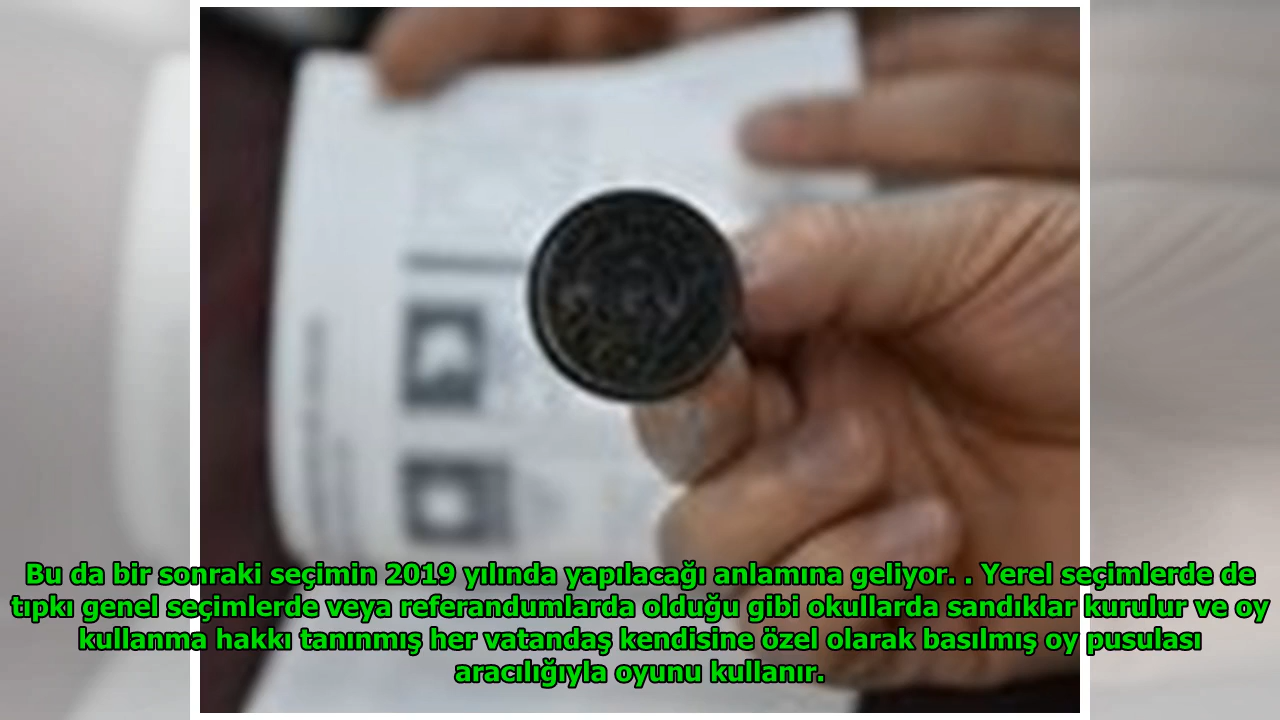 Bu da bir sonraki seçimin 2019 yılında yapılacağı anlamına geliyor. . Yerel seçimlerde de
tıpkı genel seçimlerde veya referandumlarda olduğu gibi okullarda sandıklar kurulur ve oy
kullanma hakkı tanınmış her vatandaş kendisine özel olarak basılmış oy pusulası
aracılığıyla oyunu kullanır.